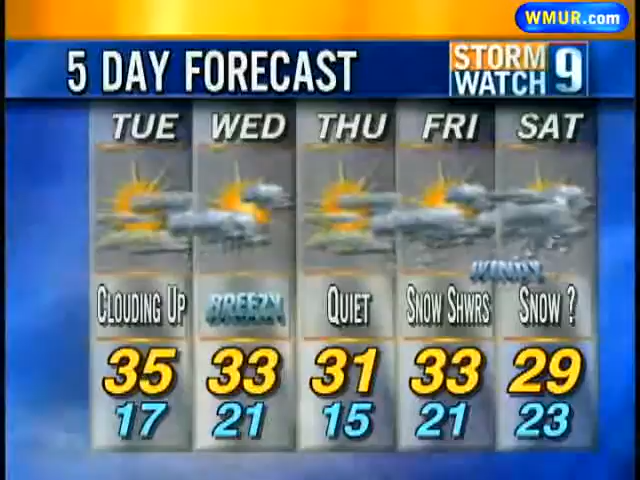 WMUR.com
5 DAY FORECAST
STORM WATCH 9
TUE WED THU FRI SAT
WINDY
CLOUDING UP BREEZY QUIET SNOW SHWRS SNOW ?
35 33 31 33 29
17 21 15 21 23